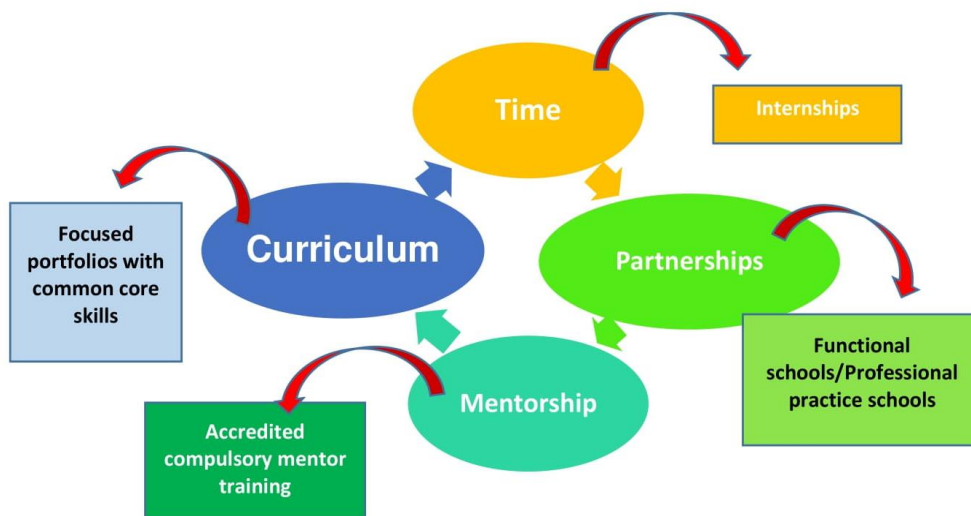 Time
Internships
Curriculum
Focused
portfolios with
common core
skills
Partnerships
Functional
schools/Professional
practice schools
Mentorship
Accredited
compulsory mentor
training